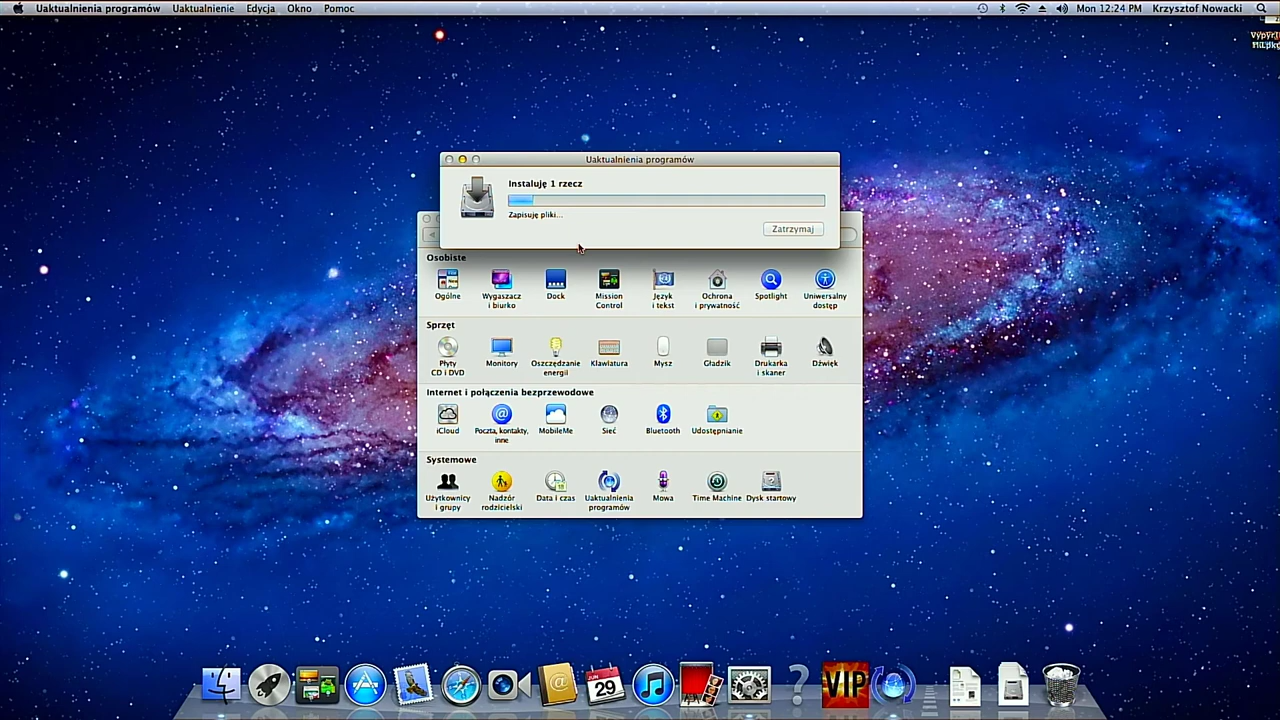 Uaktualnienia programów Uaktualnienie Edycja Okno Pomoc Mon 12:24 PM Krzysztof Nowacki
Uaktualnienia programów
Instaluję 1 rzecz
Zapisuję pliki...
Zatrzymaj
Osobiste
Ogólne
Wygaszacz
i biurko
Dock
Mission
Control
Język
i tekst
Ochrona
i prywatność
Spotlight
Uniwersalny
dostęp
Sprzęt
Płyty
CD i DVD
Monitory
Oszczędzanie
energii
Klawiatura
Mysz
Gładzik
Drukarka
i skaner
Dźwięk
Internet i połączenia bezprzewodowe
iCloud
Poczta, kontakty,
inne
MobileMe
Sieć
Bluetooth
Udostępnianie
Systemowe
Użytkownicy
i grupy
Nadzór
rodzicielski
Data i czas
Uaktualnienia
programów
Mowa
Time Machine
Dysk startowy
JUN
29
VIP